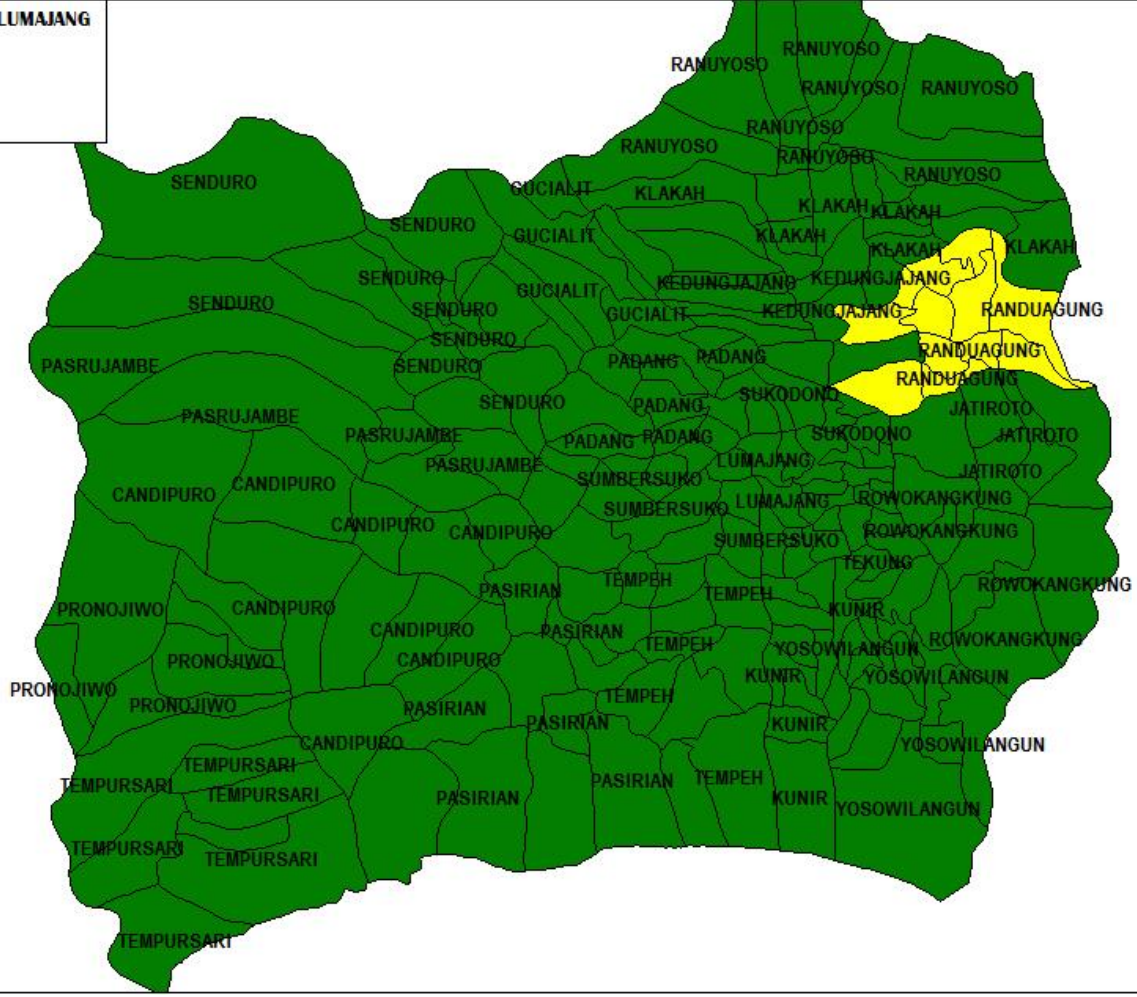 LUMAJANG
RANUYOSO
RANUYOSO
RANUYOSO
RANUYOSO
RANUYOSO
RANUYOSO
RANUYOSO
RANUYOSO
RANUYOSO
SENDURO
GUCIALIT
KLAKAH
KLAKAH
KLAKAH
SENDURO
GUCIALIT
KLAKAH
KLAKAH
KLAKAH
SENDURO
KEDUNGJAJANG
KEDUNGJAJANG
GUCIALIT
SENDURO
SENDURO
GUCIALIT
KEDUNGJAJANG
RANDUAGUNG
SENDURO
RANDUAGUNG
PASRUJAMBE
SENDURO
PADANG
PADANG
RANDUAGUNG
SENDURO
PADANG
SUKODONO
JATIROTO
PASRUJAMBE
PASRUJAMBE
PADANG
PADANG
SUKODONO
JATIROTO
PASRUJAMBE
LUMAJANG
JATIROTO
CANDIPURO
CANDIPURO
SUMBERSUKO
SUMBERSUKO
LUMAJANG
ROWOKANGKUNG
CANDIPURO
CANDIPURO
SUMBERSUKO
ROWOKANGKUNG
TEKUNG
PASIRIAN
TEMPEH
TEMPEH
ROWOKANGKUNG
PRONOJIWO
CANDIPURO
KUNIR
CANDIPURO
PASIRIAN
TEMPEH
YOSOWILANGUN
ROWOKANGKUNG
PRONOJIWO
CANDIPURO
KUNIR
YOSOWILANGUN
PRONOJIWO
PRONOJIWO
PASIRIAN
TEMPEH
PASIRIAN
KUNIR
CANDIPURO
YOSOWILANGUN
TEMPURSARI
TEMPURSARI
TEMPURSARI
PASIRIAN
PASIRIAN
TEMPEH
KUNIR
YOSOWILANGUN
TEMPURSARI
TEMPURSARI
TEMPURSARI